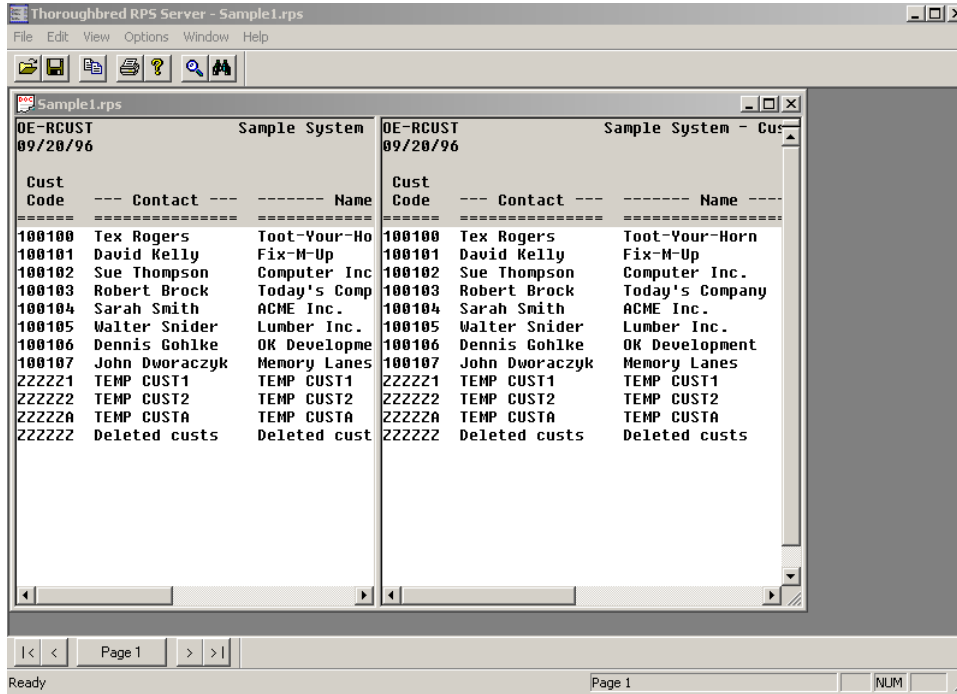 Thoroughbred RPS Server - Sample1.rps
File Edit View Options Window Help
Sample1.rps
OE-RCUST Sample System
09/20/96
Cust
Code --- Contact --- ------- Name
====== =============== ============
100100 Tex Rogers Toot-Your-Ho
100101 David Kelly Fix-M-Up
100102 Sue Thompson Computer Inc
100103 Robert Brock Today's Comp
100104 Sarah Smith ACME Inc.
100105 Walter Snider Lumber Inc.
100106 Dennis Gohlke OK Developme
100107 John Dworaczyk Memory Lanes
ZZZZZ1 TEMP CUST1 TEMP CUST1
ZZZZZ2 TEMP CUST2 TEMP CUST2
ZZZZZA TEMP CUSTA TEMP CUSTA
ZZZZZZ Deleted custs Deleted cust
OE-RCUST Sample System - Cus
09/20/96
Cust
Code --- Contact --- ------- Name ----
====== =============== =================
100100 Tex Rogers Toot-Your-Horn
100101 David Kelly Fix-M-Up
100102 Sue Thompson Computer Inc.
100103 Robert Brock Today's Company
100104 Sarah Smith ACME Inc.
100105 Walter Snider Lumber Inc.
100106 Dennis Gohlke OK Development
100107 John Dworaczyk Memory Lanes
ZZZZZ1 TEMP CUST1 TEMP CUST1
ZZZZZ2 TEMP CUST2 TEMP CUST2
ZZZZZA TEMP CUSTA TEMP CUSTA
ZZZZZZ Deleted custs Deleted custs
|< < Page 1 > >|
Ready Page 1 NUM